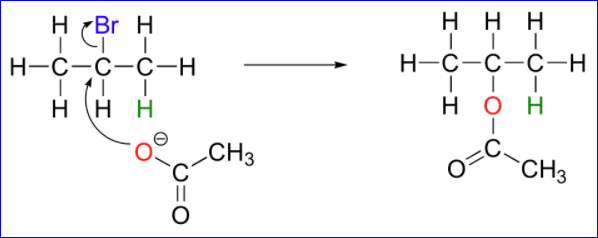 H Br H H H H
H C C C H H C C C H
H H H H O H
O ⊖ CH3 C
C O CH3
O